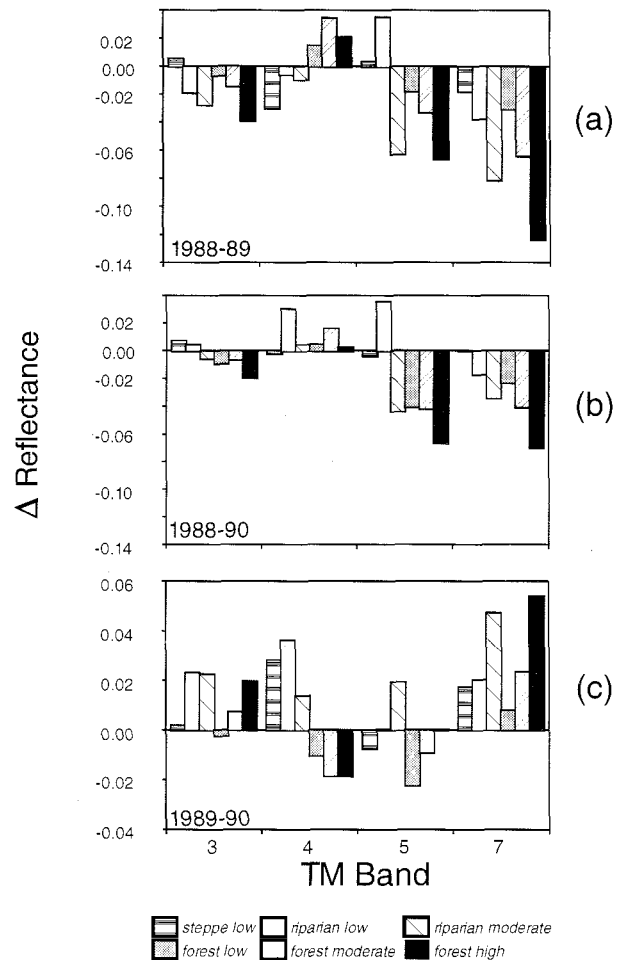 0.02
0.00
-0.02
-0.06
-0.10
-0.14
1988-89
(a)
0.02
0.00
-0.02
-0.06
-0.10
-0.14
1988-90
(b)
Δ Reflectance
0.06
0.04
0.02
0.00
-0.02
-0.04
1989-90
(c)
3 4 5 7
TM Band
steppe low riparian low riparian moderate
forest low forest moderate forest high